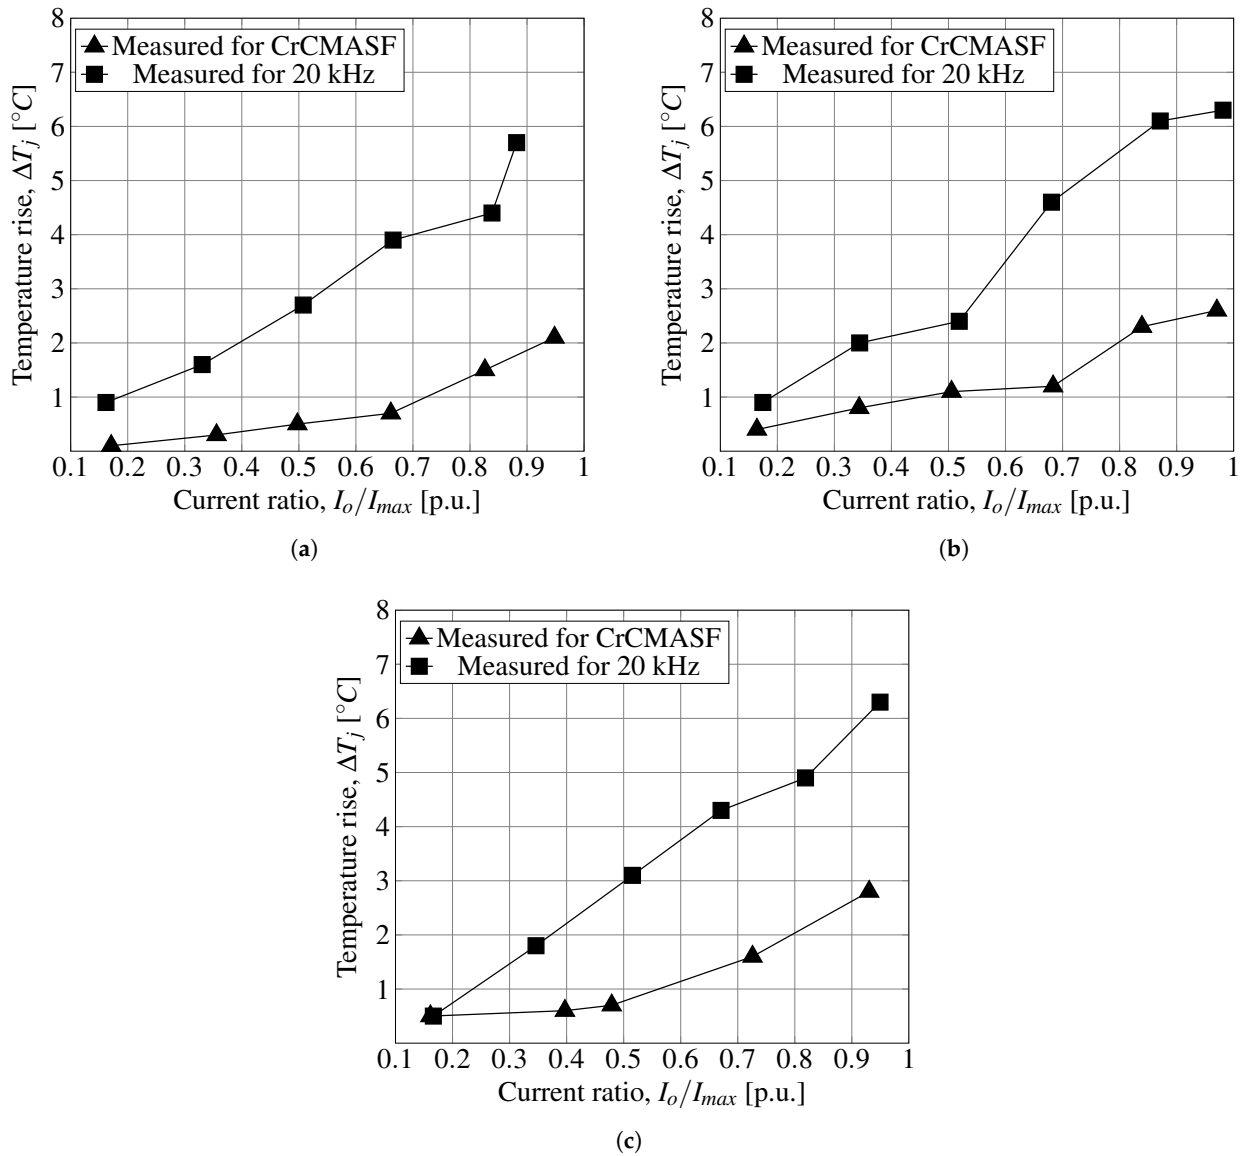 8
7
6
5
4
3
2
1
0.1 0.2 0.3 0.4 0.5 0.6 0.7 0.8 0.9 1
Temperature rise, ΔTj [°C]
Measured for CrCMASF
Measured for 20 kHz
Current ratio, Io/Imax [p.u.]
(a)
8
7
6
5
4
3
2
1
0.1 0.2 0.3 0.4 0.5 0.6 0.7 0.8 0.9 1
Temperature rise, ΔTj [°C]
Measured for CrCMASF
Measured for 20 kHz
Current ratio, Io/Imax [p.u.]
(b)
8
7
6
5
4
3
2
1
0.1 0.2 0.3 0.4 0.5 0.6 0.7 0.8 0.9 1
Temperature rise, ΔTj [°C]
Measured for CrCMASF
Measured for 20 kHz
Current ratio, Io/Imax [p.u.]
(c)